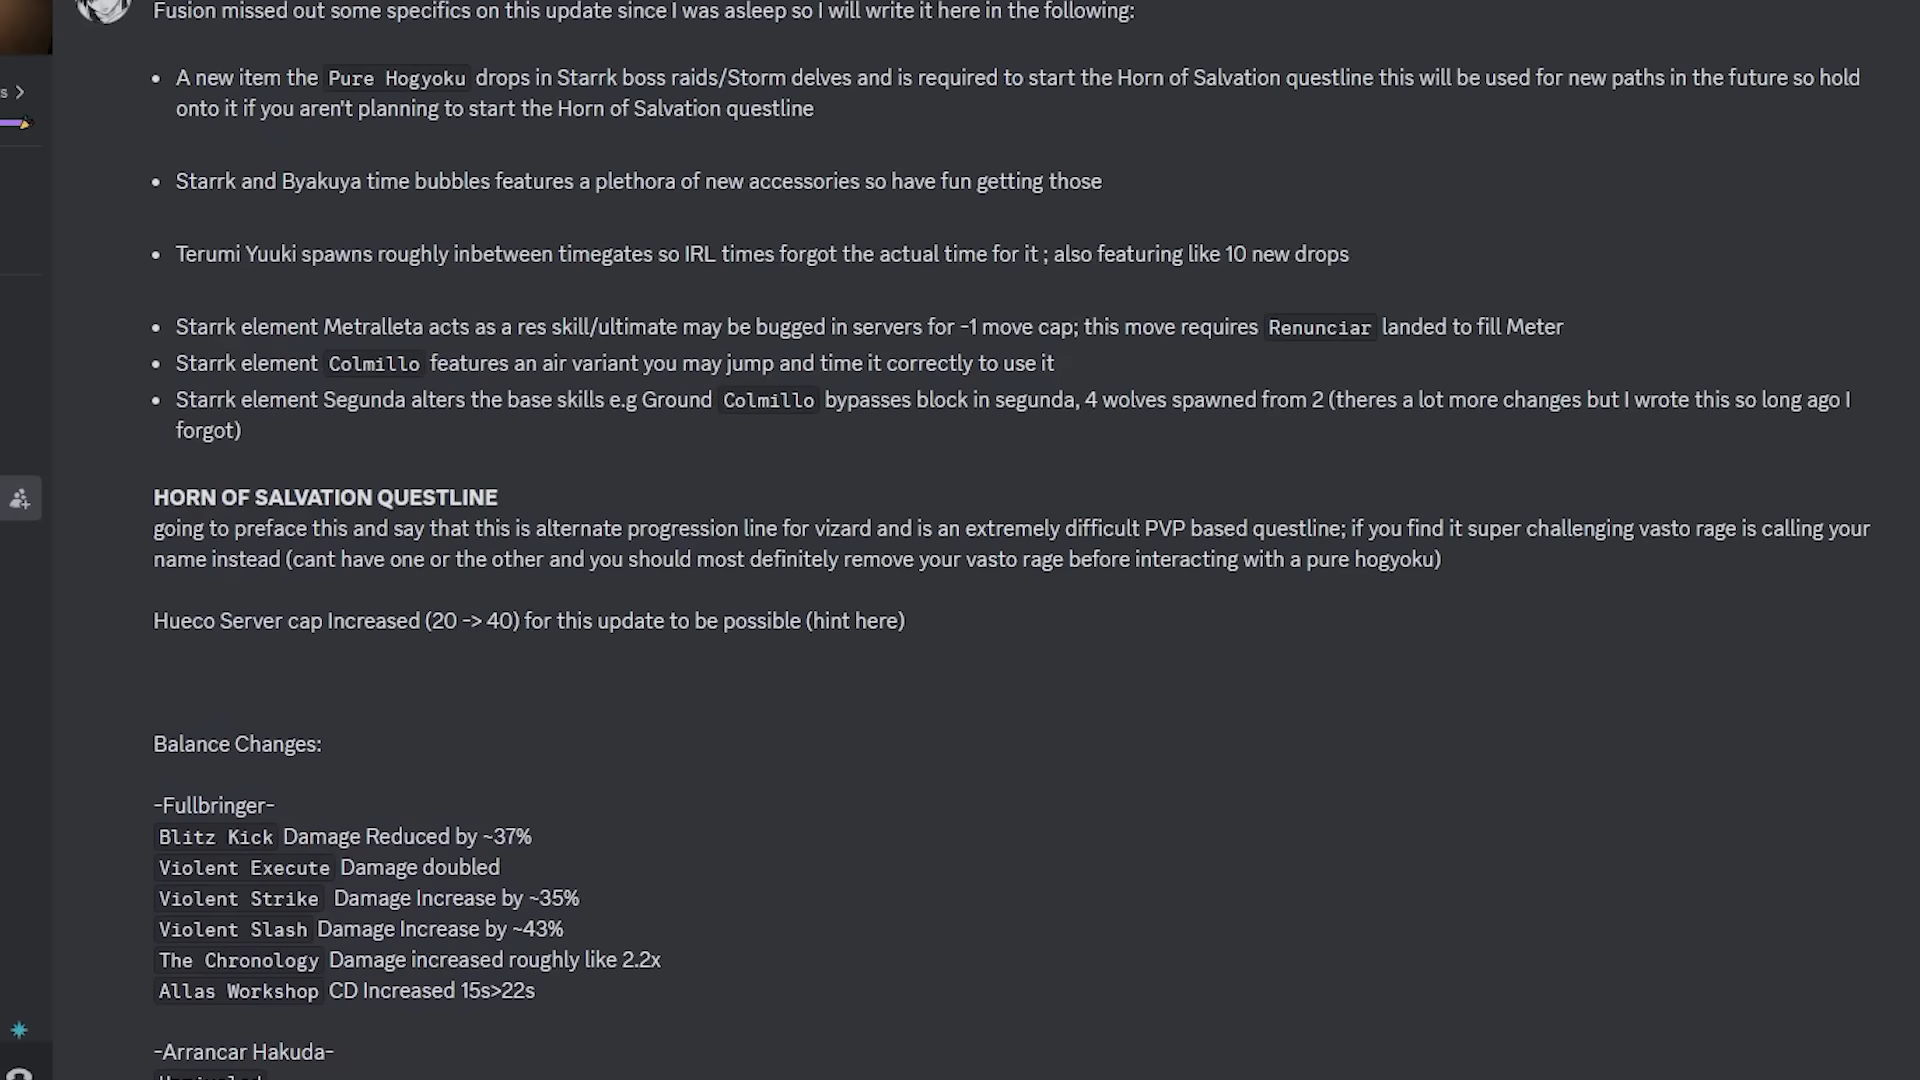 Fusion missed out some specifics on this update since I was asleep so I will write it here in the following:
• A new item the Pure Hogyoku drops in Starrk boss raids/Storm delves and is required to start the Horn of Salvation questline this will be used for new paths in the future so hold
onto it if you aren't planning to start the Horn of Salvation questline
• Starrk and Byakuya time bubbles features a plethora of new accessories so have fun getting those
• Terumi Yuuki spawns roughly inbetween timegates so IRL times forgot the actual time for it ; also featuring like 10 new drops
• Starrk element Metralleta acts as a res skill/ultimate may be bugged in servers for -1 move cap; this move requires Renunciar landed to fill Meter
• Starrk element Colmillo features an air variant you may jump and time it correctly to use it
• Starrk element Segunda alters the base skills e.g Ground Colmillo bypasses block in segunda, 4 wolves spawned from 2 (theres a lot more changes but I wrote this so long ago I
forgot)
HORN OF SALVATION QUESTLINE
going to preface this and say that this is alternate progression line for vizard and is an extremely difficult PVP based questline; if you find it super challenging vasto rage is calling your
name instead (cant have one or the other and you should most definitely remove your vasto rage before interacting with a pure hogyoku)
Hueco Server cap Increased (20 -> 40) for this update to be possible (hint here)
Balance Changes:
-Fullbringer-
Blitz Kick Damage Reduced by ~37%
Violent Execute Damage doubled
Violent Strike Damage Increase by ~35%
Violent Slash Damage Increase by ~43%
The Chronology Damage increased roughly like 2.2x
Allas Workshop CD Increased 15s>22s
-Arrancar Hakuda-